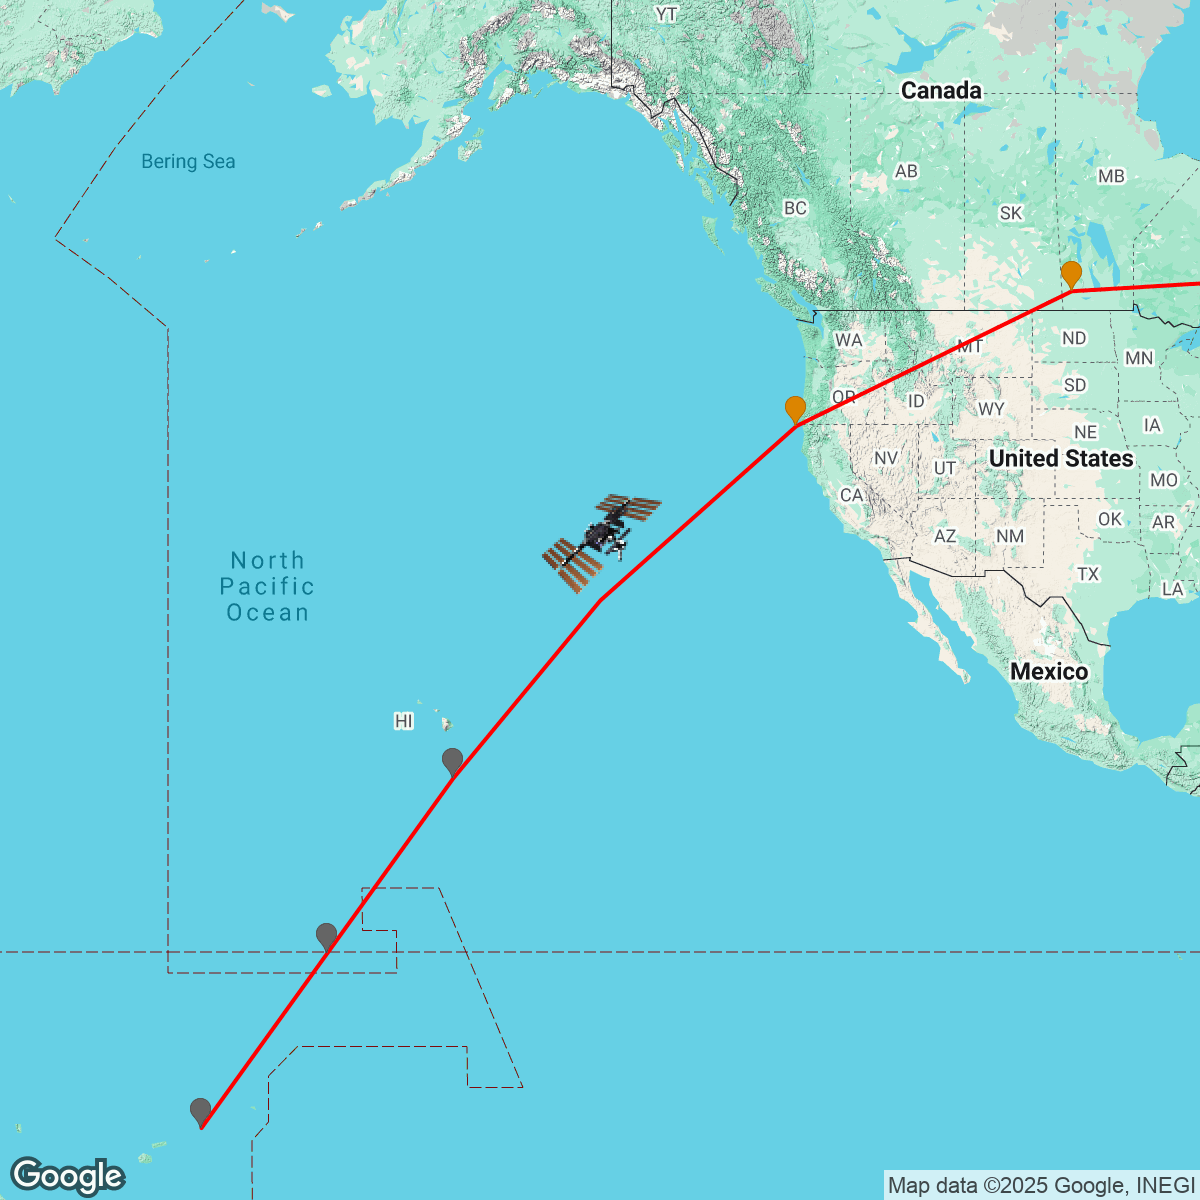 YT
Canada
Bering Sea
AB
MB
BC
SK
WA
MT
ND
MN
OR
ID
SD
WY
IA
NE
NV
UT
United States
CA
MO
OK
AR
AZ
NM
North
Pacific
Ocean
TX
LA
Mexico
HI
Google
Map data ©2025 Google, INEGI